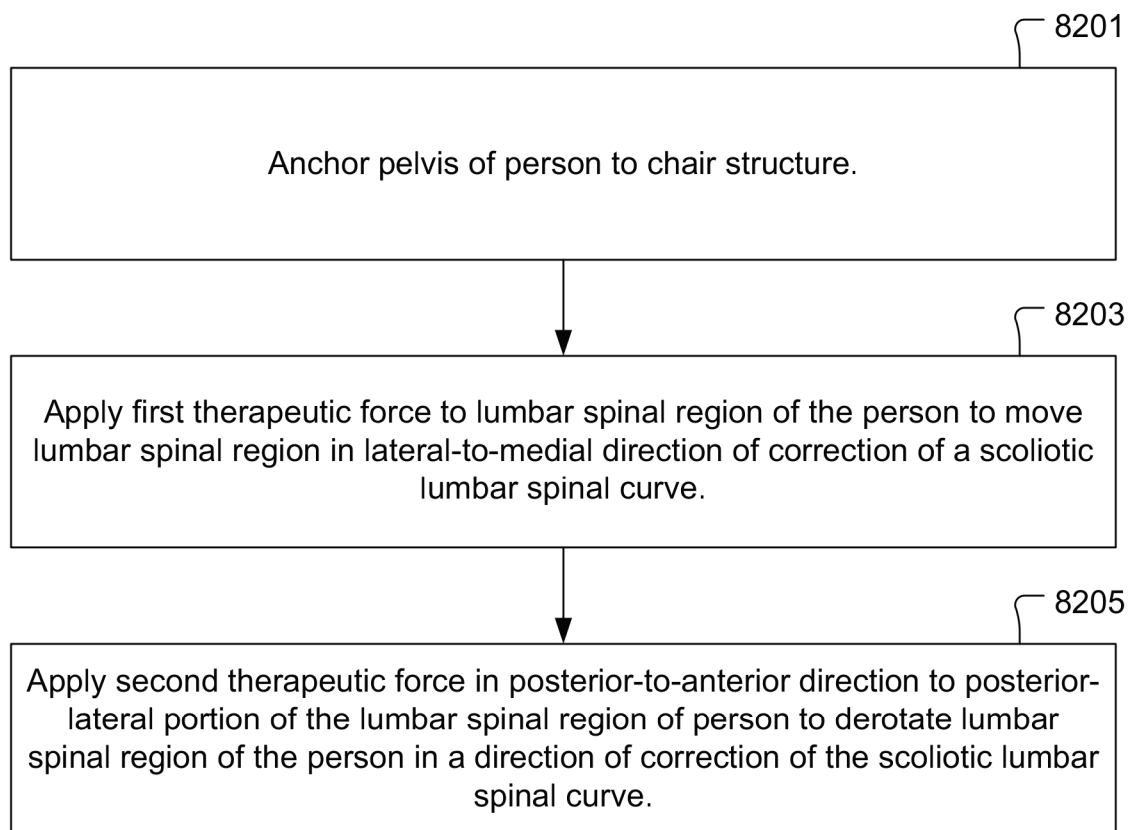 8201
Anchor pelvis of person to chair structure.
8203
Apply first therapeutic force to lumbar spinal region of the person to move
lumbar spinal region in lateral-to-medial direction of correction of a scoliotic
lumbar spinal curve.
8205
Apply second therapeutic force in posterior-to-anterior direction to posterior-
lateral portion of the lumbar spinal region of person to derotate lumbar
spinal region of the person in a direction of correction of the scoliotic lumbar
spinal curve.